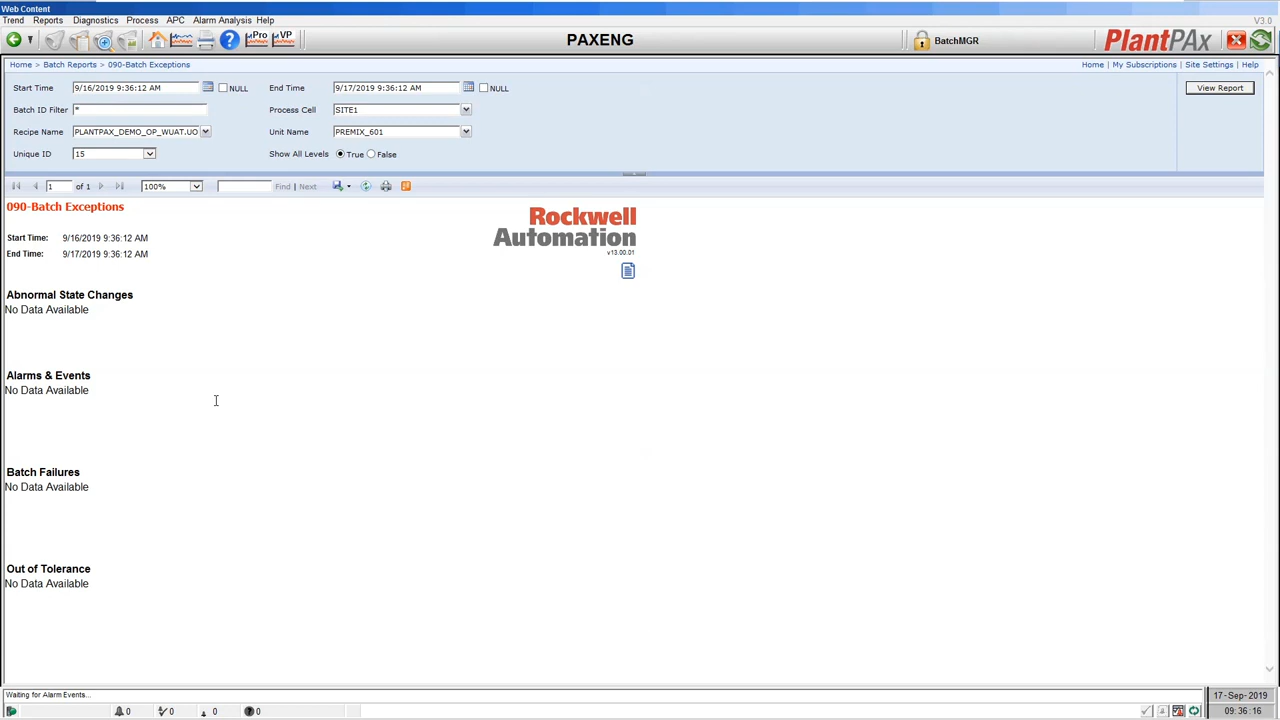 Web Content
Trend Reports Diagnostics Process APC Alarm Analysis Help V3.0
Pro VP PAXENG BatchMGR PlantPAx
Home > Batch Reports > 090-Batch Exceptions Home | My Subscriptions | Site Settings | Help
Start Time 9/16/2019 9:36:12 AM NULL End Time 9/17/2019 9:36:12 AM NULL View Report
Batch ID Filter * Process Cell SITE1
Recipe Name PLANTPAX_DEMO_OP_WUAT.UO Unit Name PREMIX_601
Unique ID 15 Show All Levels True False
1 of 1 100% Find | Next
090-Batch Exceptions
Rockwell
Automation
v13.00.01
Start Time: 9/16/2019 9:36:12 AM
End Time: 9/17/2019 9:36:12 AM
Abnormal State Changes
No Data Available
Alarms & Events
No Data Available
Batch Failures
No Data Available
Out of Tolerance
No Data Available
Waiting for Alarm Events... 17-Sep-2019
0 0 0 0 09:36:16